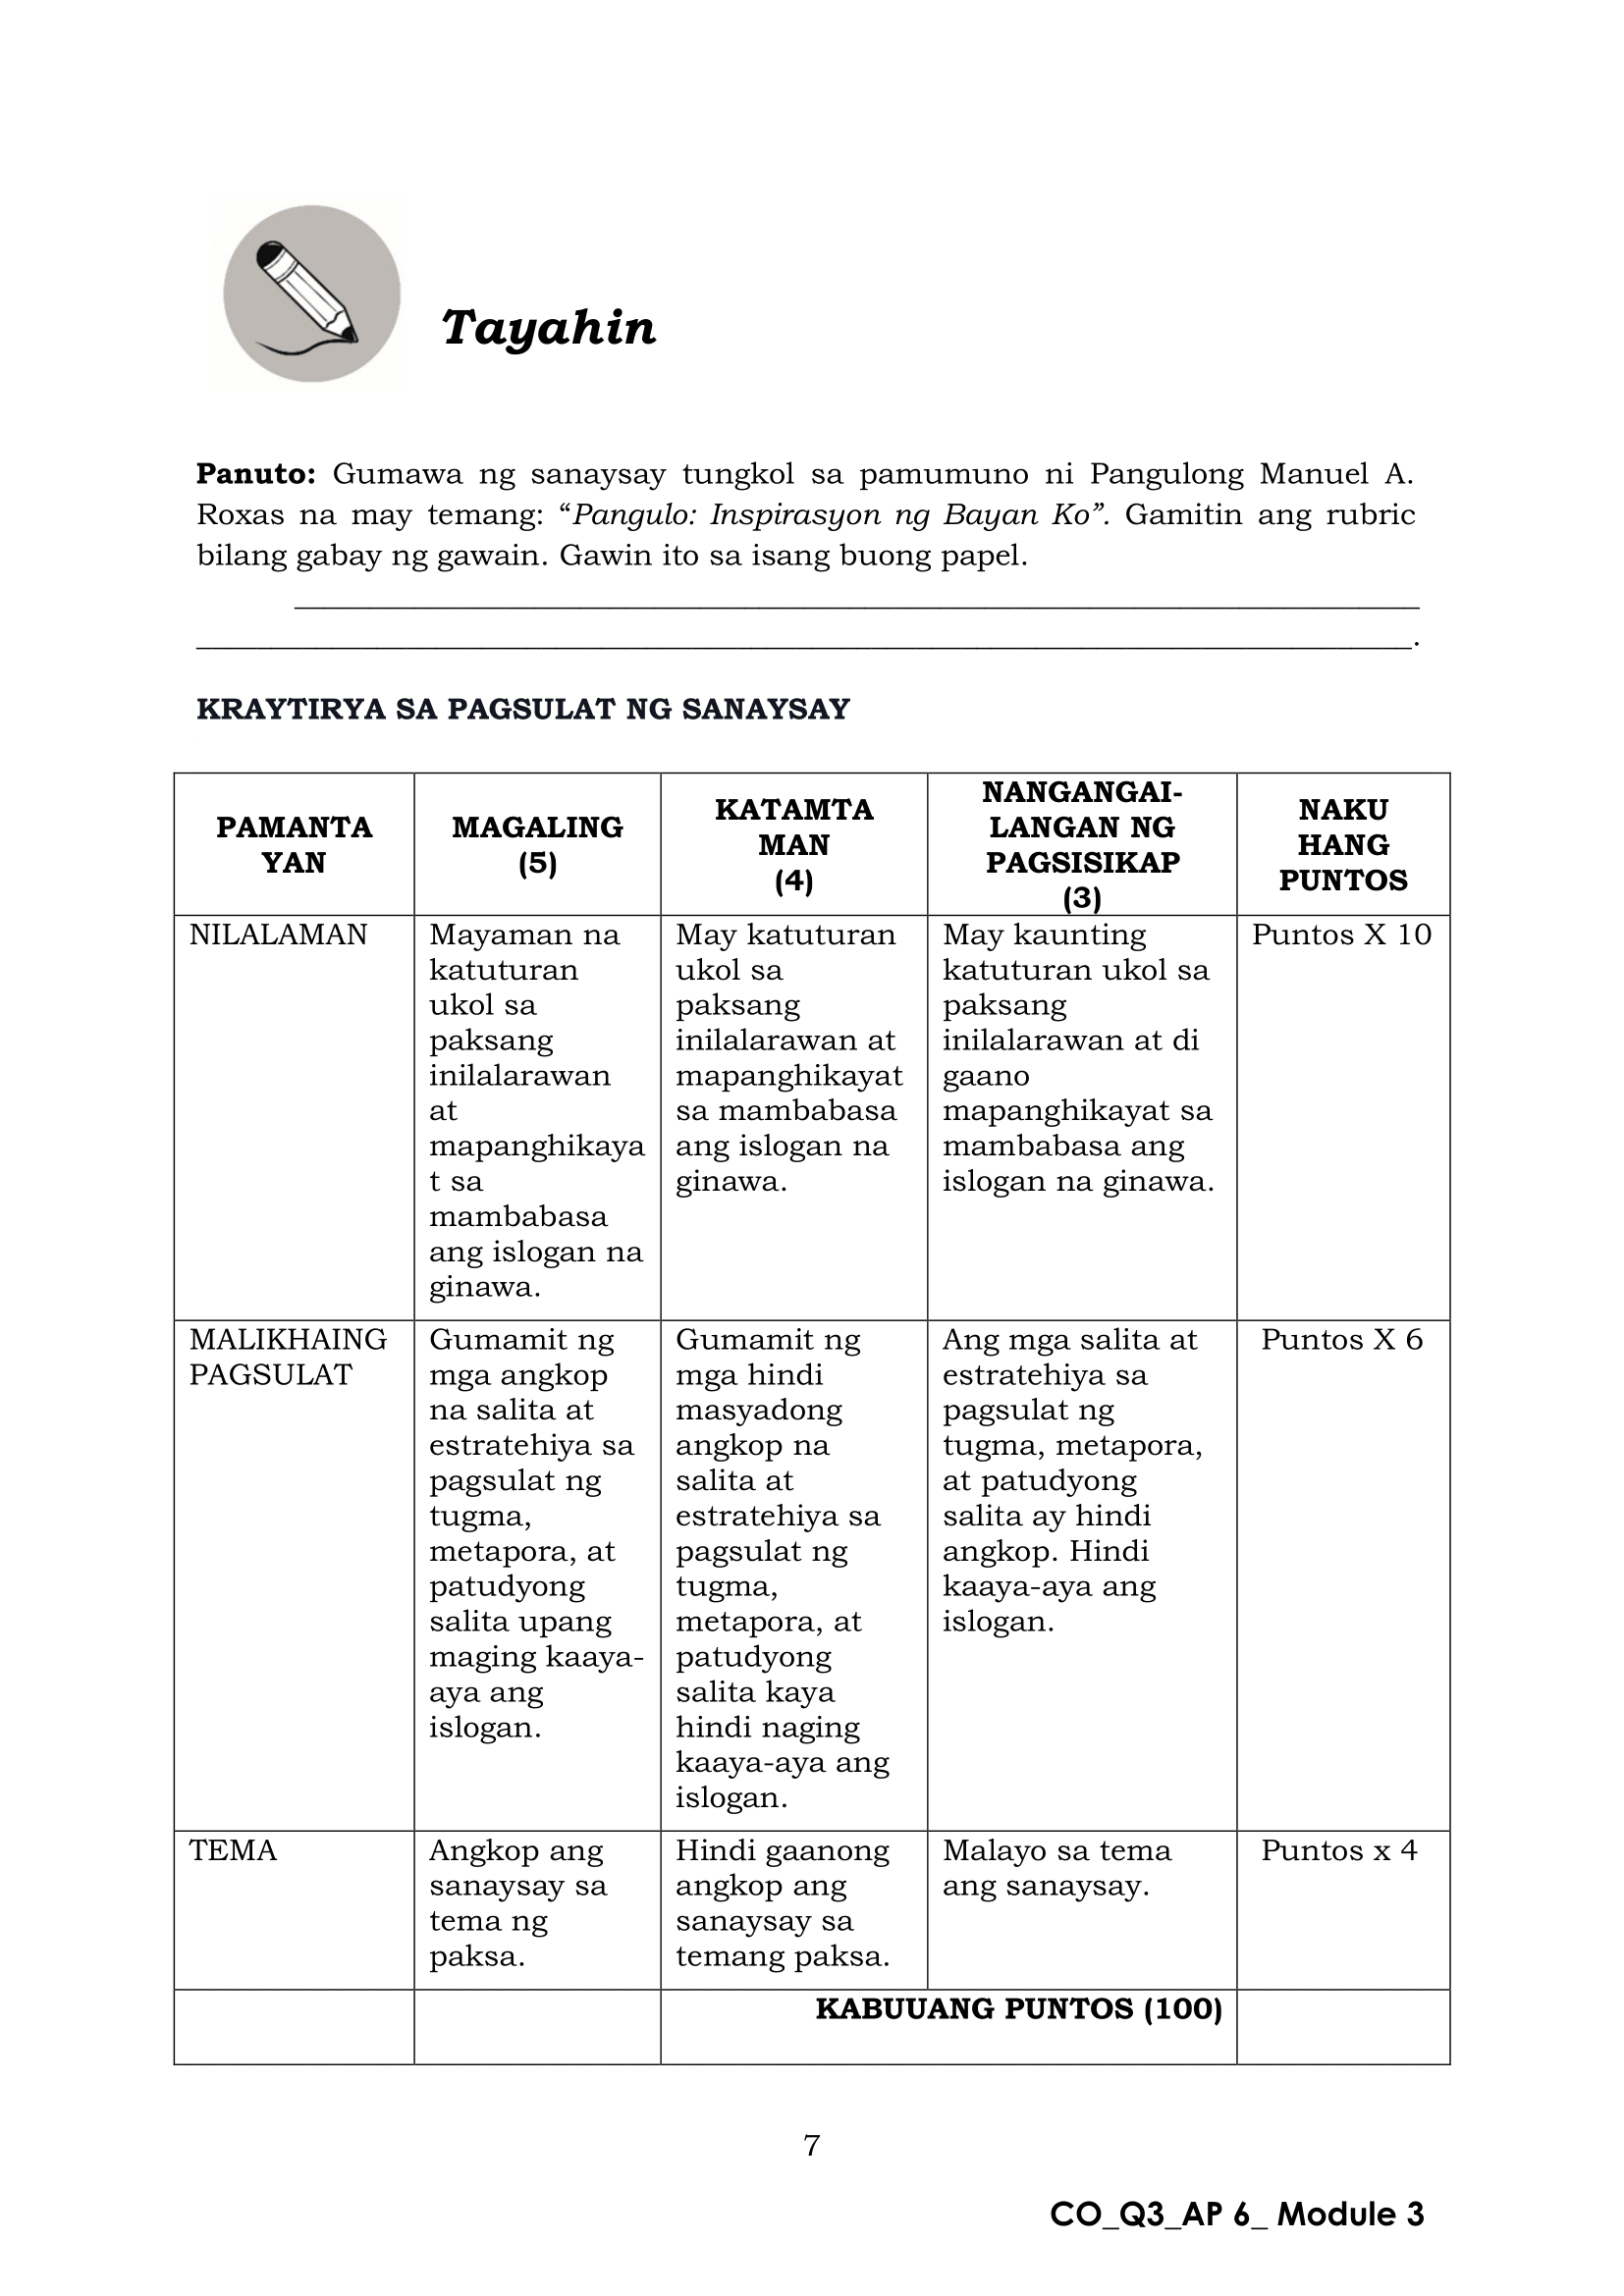 Tayahin
Panuto: Gumawa ng sanaysay tungkol sa pamumuno ni Pangulong Manuel A.
Roxas na may temang: “Pangulo: Inspirasyon ng Bayan Ko”. Gamitin ang rubric
bilang gabay ng gawain. Gawin ito sa isang buong papel.
.
KRAYTIRYA SA PAGSULAT NG SANAYSAY
PAMANTA
YAN
MAGALING
(5)
KATAMTA
MAN
(4)
NANGANGAI-
LANGAN NG
PAGSISIKAP
(3)
NAKU
HANG
PUNTOS
NILALAMAN
Mayaman na
katuturan
ukol sa
paksang
inilalarawan
at
mapanghikaya
t sa
mambabasa
ang islogan na
ginawa.
May katuturan
ukol sa
paksang
inilalarawan at
mapanghikayat
sa mambabasa
ang islogan na
ginawa.
May kaunting
katuturan ukol sa
paksang
inilalarawan at di
gaano
mapanghikayat sa
mambabasa ang
islogan na ginawa.
Puntos X 10
MALIKHAING
PAGSULAT
Gumamit ng
mga angkop
na salita at
estratehiya sa
pagsulat ng
tugma,
metapora, at
patudyong
salita upang
maging kaaya-
aya ang
islogan.
Gumamit ng
mga hindi
masyadong
angkop na
salita at
estratehiya sa
pagsulat ng
tugma,
metapora, at
patudyong
salita kaya
hindi naging
kaaya-aya ang
islogan.
Ang mga salita at
estratehiya sa
pagsulat ng
tugma, metapora,
at patudyong
salita ay hindi
angkop. Hindi
kaaya-aya ang
islogan.
Puntos X 6
TEMA
Angkop ang
sanaysay sa
tema ng
paksa.
Hindi gaanong
angkop ang
sanaysay sa
temang paksa.
Malayo sa tema
ang sanaysay.
Puntos x 4
KABUUANG PUNTOS (100)
7
CO_Q3_AP 6_ Module 3